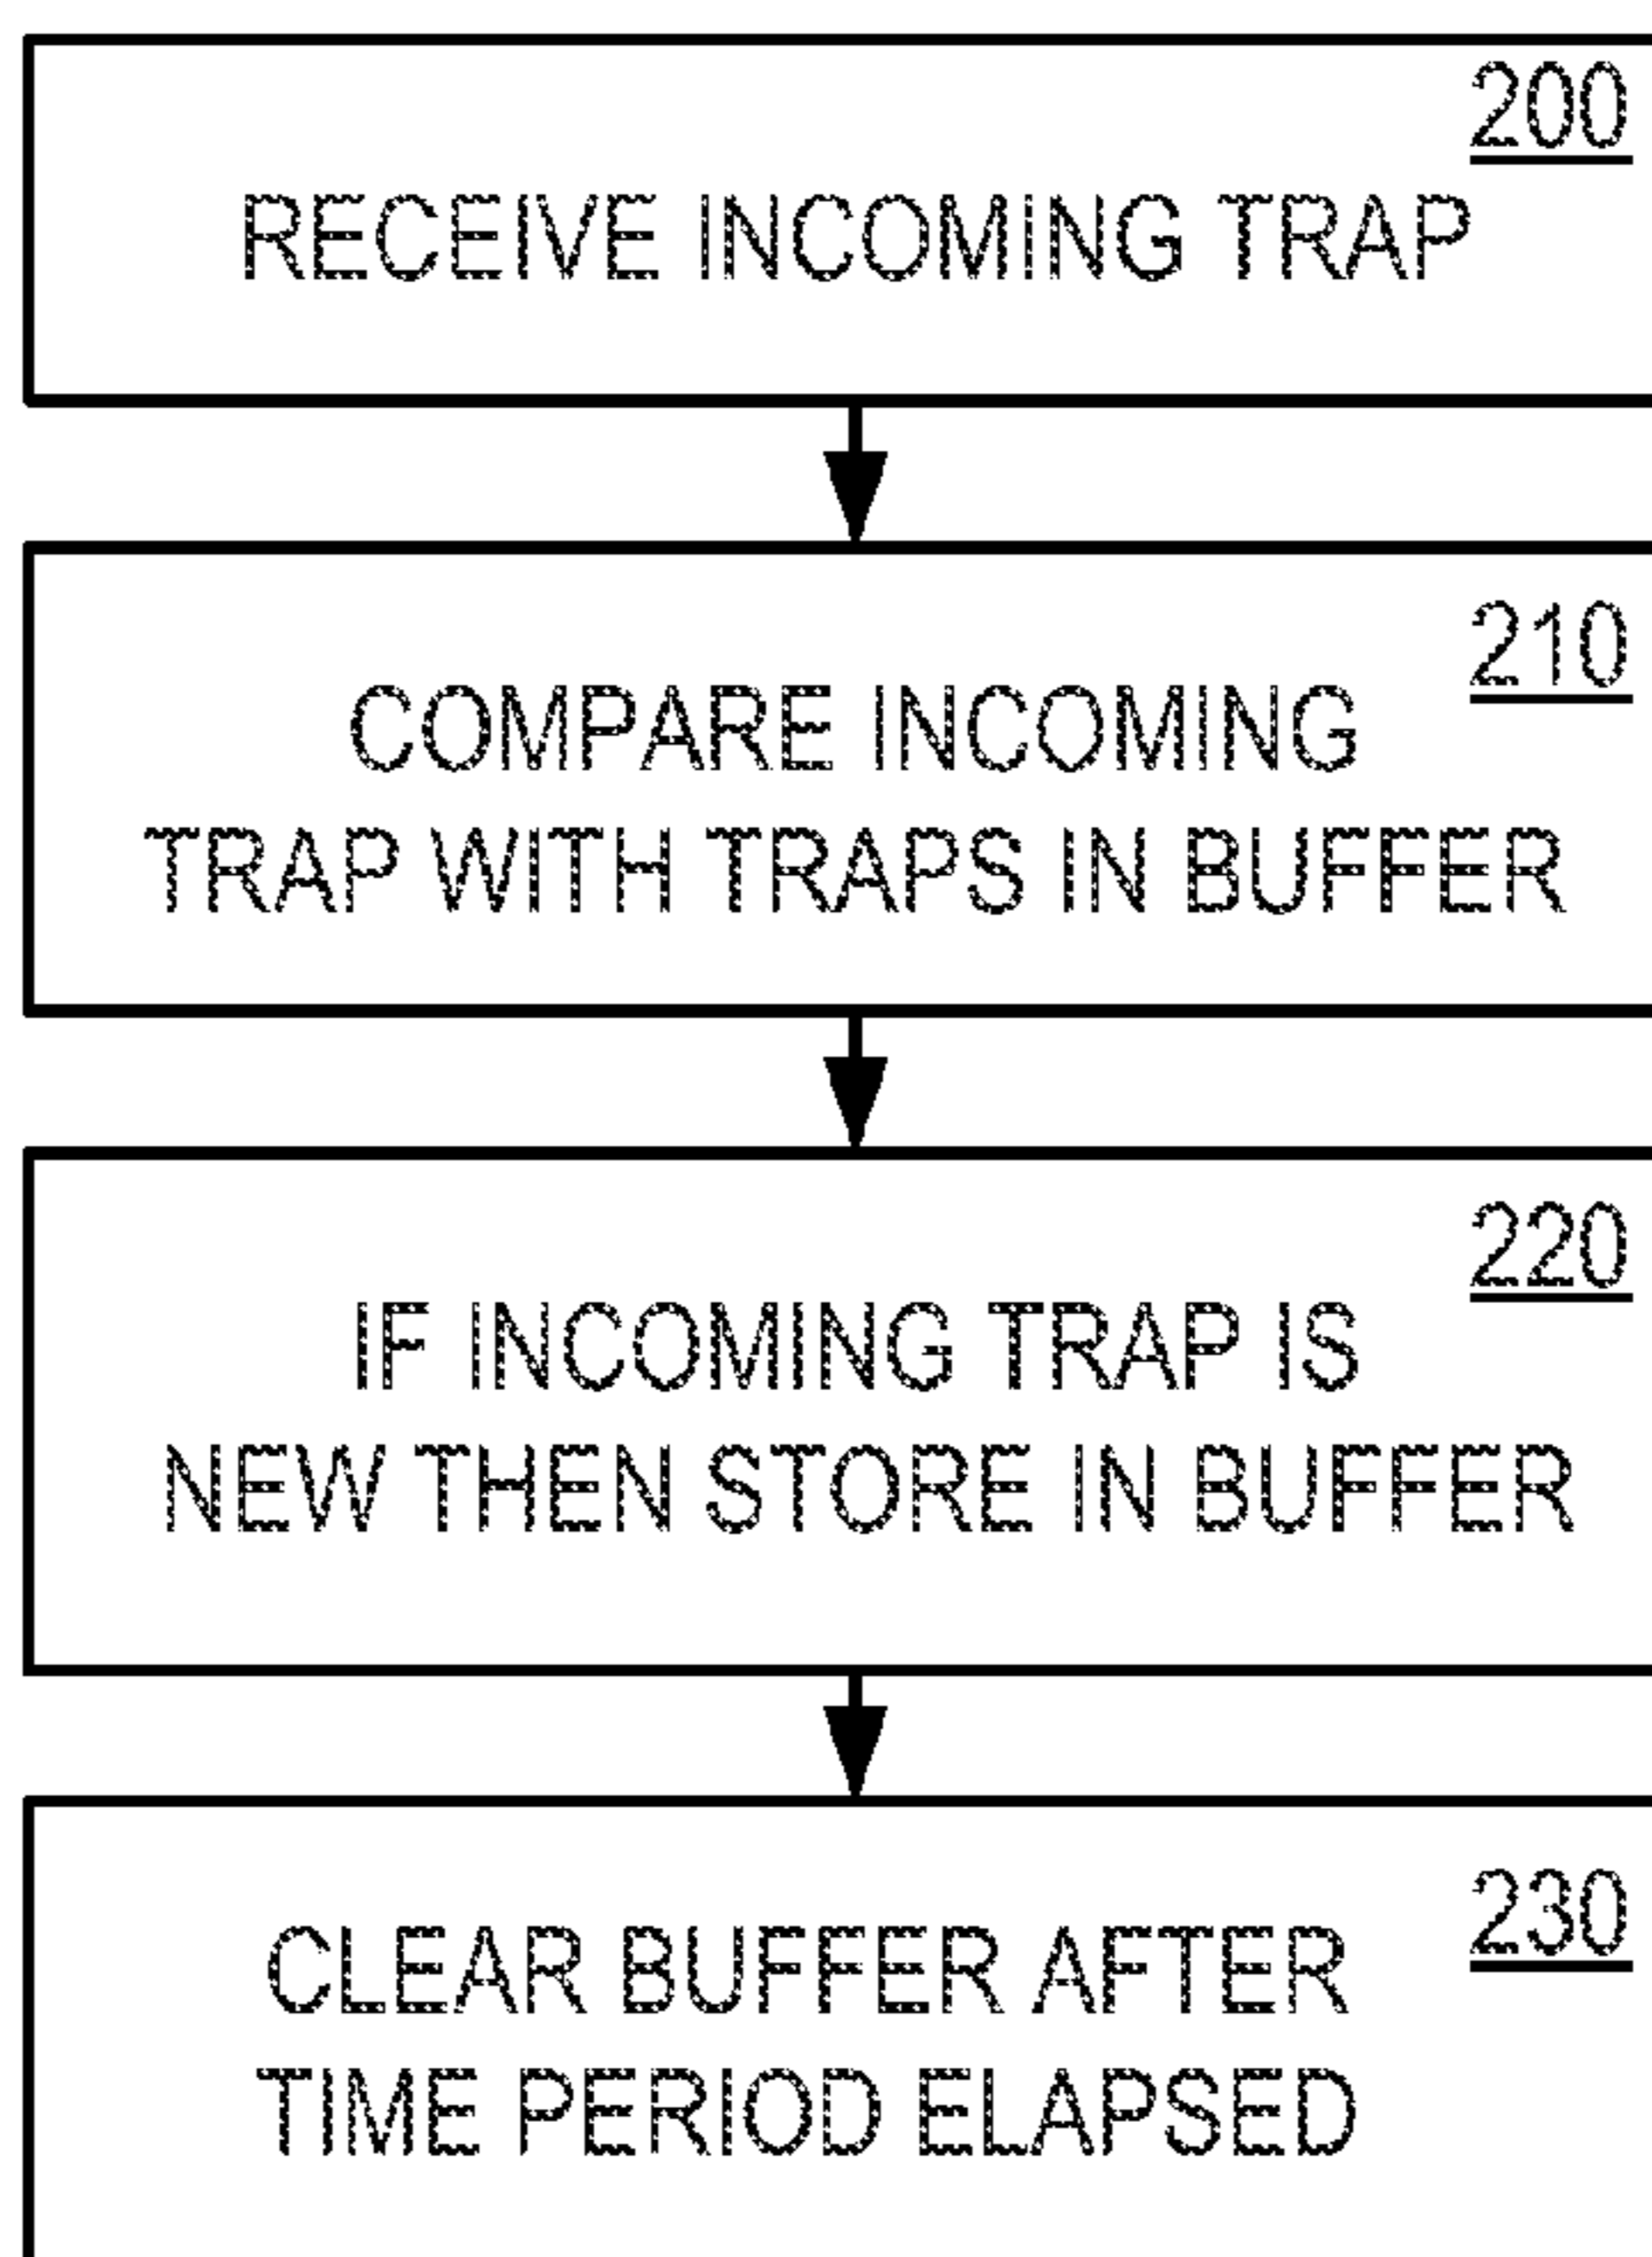 200
RECEIVE INCOMING TRAP
210
COMPARE INCOMING
TRAP WITH TRAPS IN BUFFER
220
IF INCOMING TRAP IS
NEW THEN STORE IN BUFFER
230
CLEAR BUFFER AFTER
TIME PERIOD ELAPSED